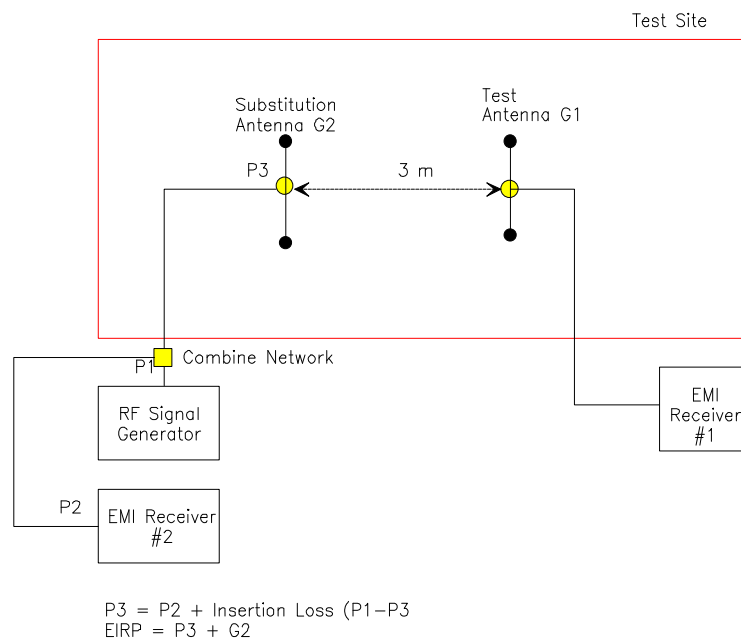 Test Site
Substitution
Antenna G2
Test
Antenna G1
P3
3 m
P1
Combine Network
RF Signal
Generator
EMI
Receiver
#1
P2
EMI Receiver
#2
P3 = P2 + Insertion Loss (P1-P3
EIRP = P3 + G2